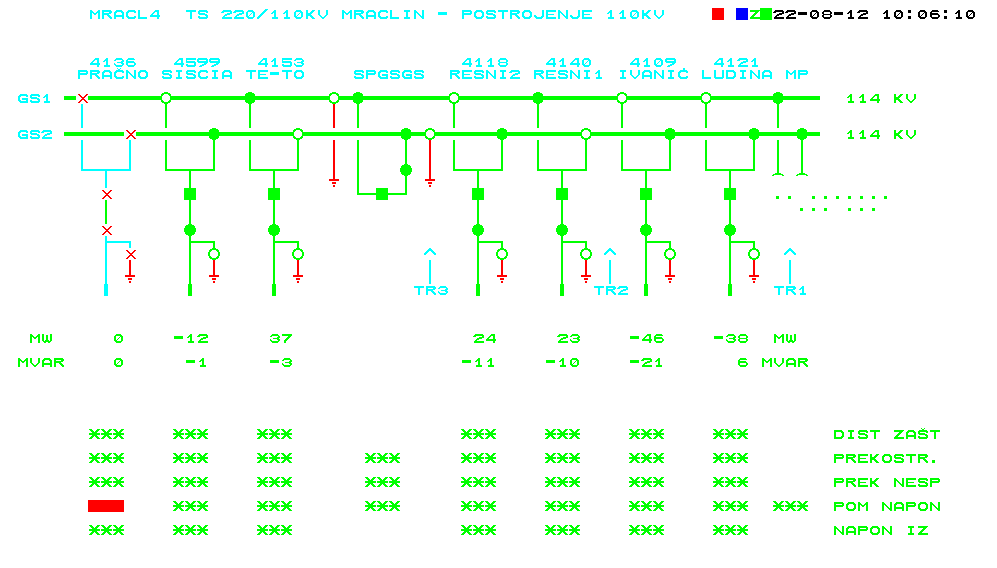 MRACL4 TS 220/110KV MRACLIN - POSTROJENJE 110KV Z 22-08-12 10:06:10
4136 4599 4153 4118 4140 4109 4121
PRAČNO SISCIA TE-TO SPGSGS RESNI2 RESNI1 IVANIĆ LUDINA MP
GS1 114 KV
GS2 114 KV
TR3 TR2 TR1
MW 0 -12 37 24 23 -46 -38 MW
MVAR 0 -1 -3 -11 -10 -21 6 MVAR
XXX XXX XXX XXX XXX XXX XXX DIST ZAŠT
XXX XXX XXX XXX XXX XXX XXX XXX PREKOSTR.
XXX XXX XXX XXX XXX XXX XXX XXX PREK NESP
XXX XXX XXX XXX XXX XXX XXX XXX POM NAPON
XXX XXX XXX XXX XXX XXX XXX NAPON IZ